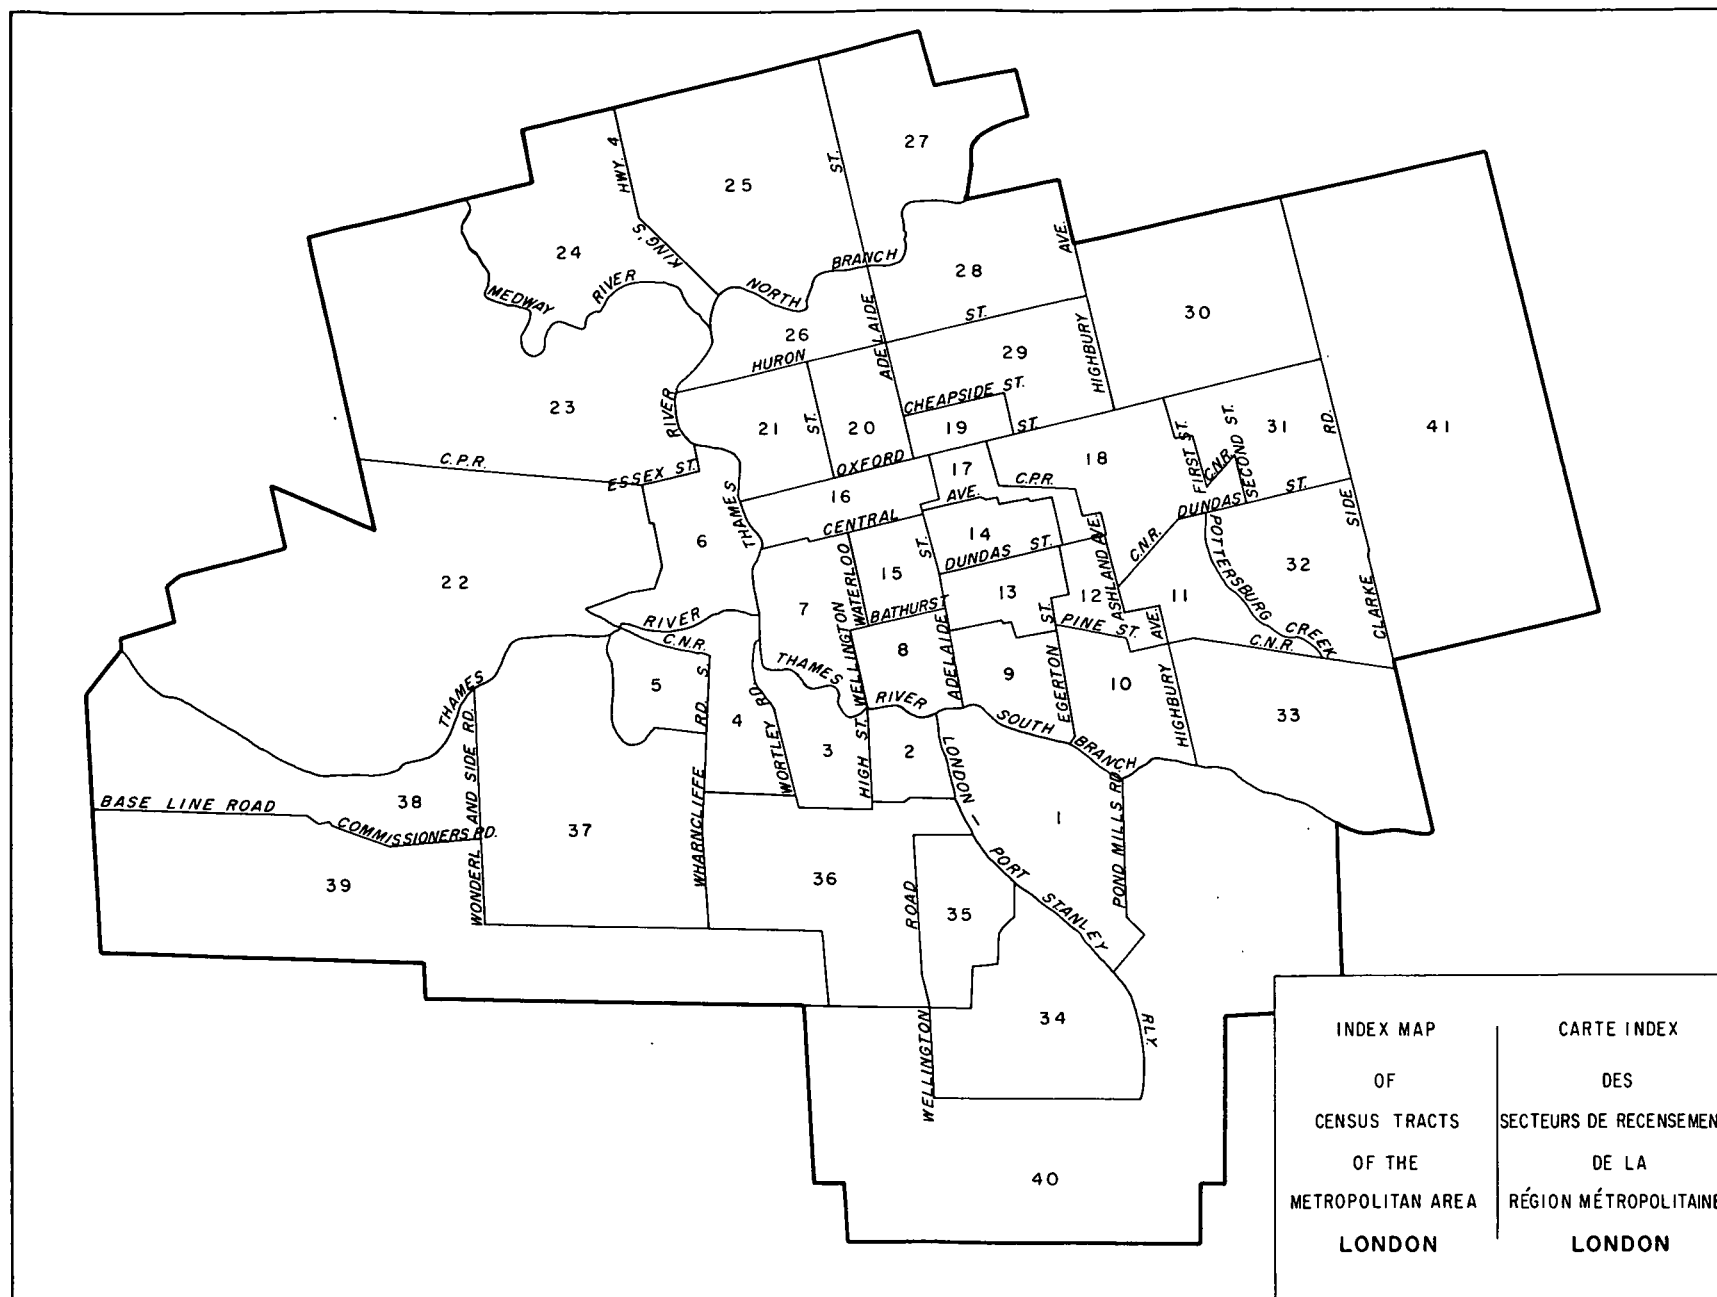 27
HWY. 4
ST.
25
24
KING'S
AVE.
BRANCH
28
MEDWAY RIVER
NORTH
ADELAIDE
ST.
30
26
HURON
29
HIGHBURY
CHEAPSIDE ST.
23
RIVER
21
ST.
20
19
ST.
31
RD.
41
C.P.R.
ESSEX ST.
OXFORD
17
18
FIRST ST.
C.N.R.
SECOND ST.
16
C.P.R.
AVE.
DUNDAS ST.
CENTRAL
THAMES
6
14
DUNDAS ST.
ASHLAND AVE.
C.N.R.
POTTERSBURG CREEK
SIDE
22
WATERLOO
ST.
15
13
12
11
32
7
BATHURST
ST.
PINE ST.
AVE.
CLARKE
RIVER
C.N.R.
WELLINGTON
8
ADELAIDE
C.N.R.
5
RD. S.
THAMES RIVER
9
EGERTON
10
HIGHBURY
33
THAMES
4
WORTLEY RD.
3
HIGH ST.
2
SOUTH BRANCH
BASE LINE ROAD
38
COMMISSIONERS RD.
WONDERLAND SIDE RD.
37
WHARNCLIFFE
LONDON - PORT STANLEY RLY.
1
POND MILLS RD.
39
36
ROAD
35
WELLINGTON
34
40
INDEX MAP
OF
CENSUS TRACTS
OF THE
METROPOLITAN AREA
LONDON
CARTE INDEX
DES
SECTEURS DE RECENSEMEN
DE LA
RÉGION MÉTROPOLITAINE
LONDON